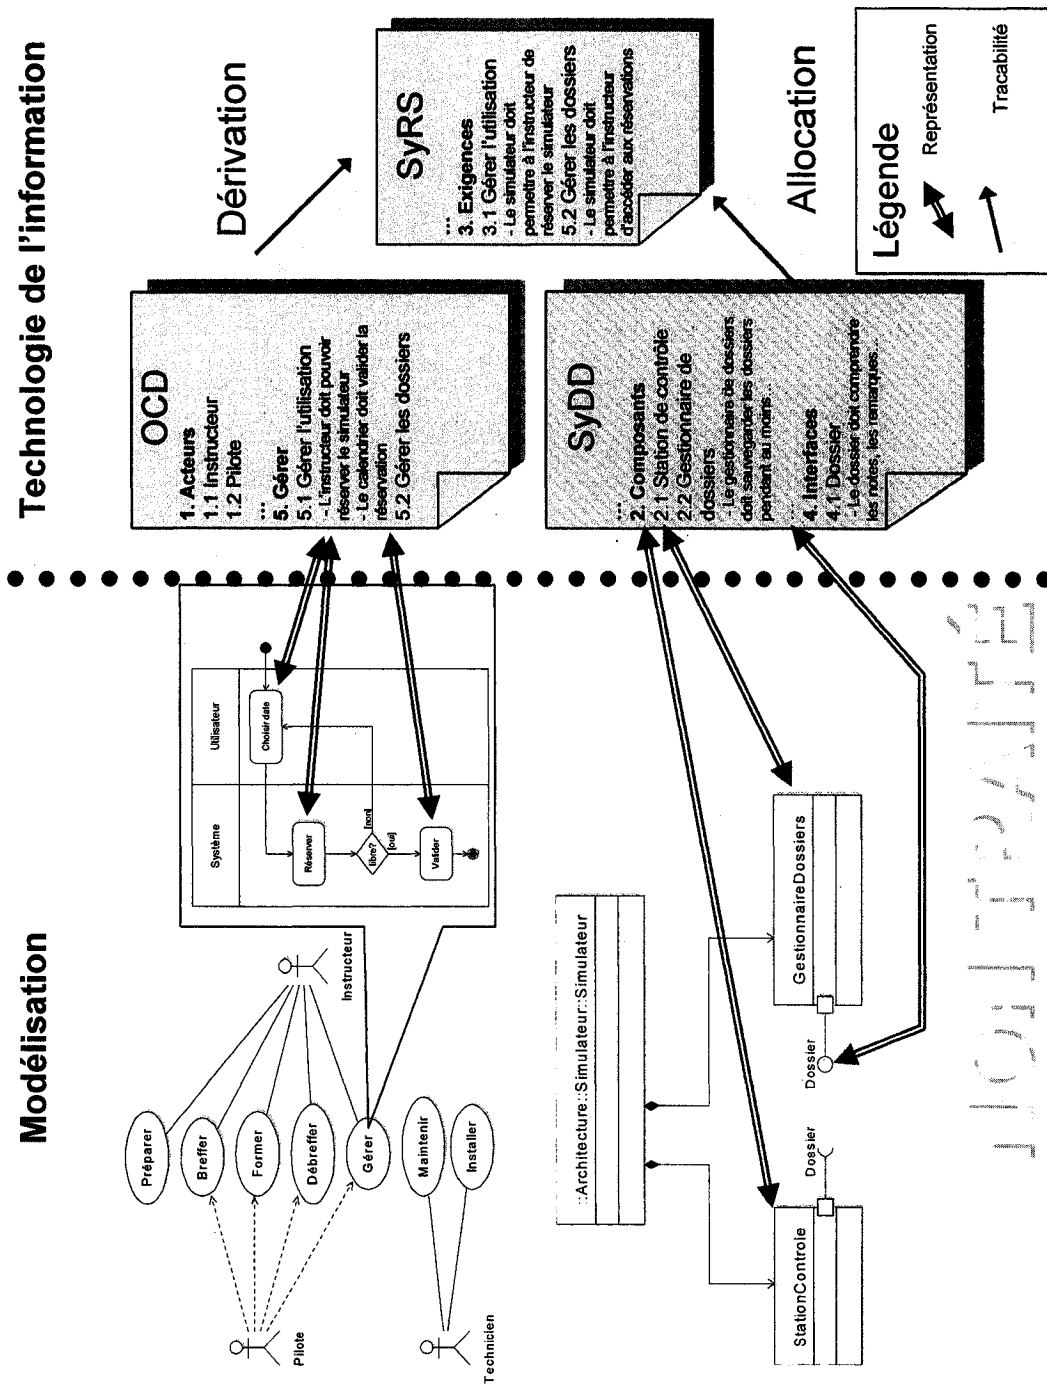 Modélisation
Technologie de l'information
Préparer
Breffer
Former
Débreffer
Gérer
Maintenir
Installer
Pilote
Technicien
Instructeur
Système
Utilisateur
Choisir date
Réserver
libre?
[non]
[oui]
Valider
OCD
1. Acteurs
1.1 Instructeur
1.2 Pilote
...
5. Gérer
5.1 Gérer l'utilisation
- L'instructeur doit pouvoir
réserver le simulateur
- Le calendrier doit valider la
réservation
5.2 Gérer les dossiers
Dérivation
SyRS
...
3. Exigences
3.1 Gérer l'utilisation
- Le simulateur doit
permettre à l'instructeur de
réserver le simulateur
5.2 Gérer les dossiers
- Le simulateur doit
permettre à l'instructeur
d'accéder aux réservations
::Architecture::Simulateur::Simulateur
StationControle
Dossier
Dossier
GestionnaireDossiers
SyDD
...
2. Composants
2.1 Station de contrôle
2.2 Gestionnaire de
dossiers
- Le gestionnaire de dossiers
doit sauvegarder les dossiers
pendant au moins...
...
4. Interfaces
4.1 Dossier
- Le dossier doit comprendre
les notes, les remarques...
Allocation
Légende
Représentation
Tracabilité